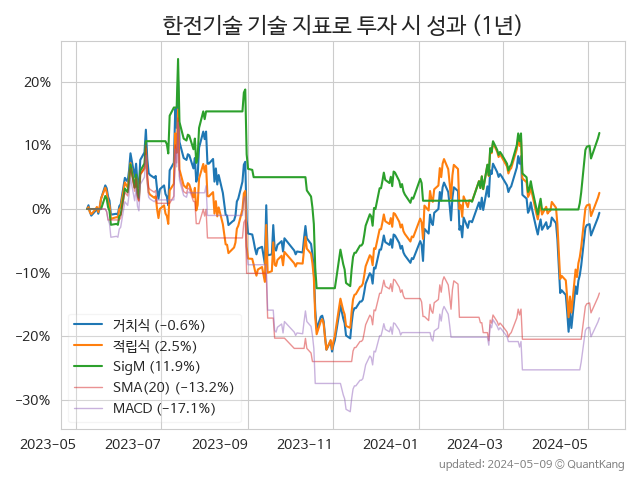 한전기술 기술 지표로 투자 시 성과 (1년)
20%
10%
0%
−10%
−20%
−30%
거치식 (−0.6%)
적립식 (2.5%)
SigM (11.9%)
SMA(20) (−13.2%)
MACD (−17.1%)
2023-05 2023-07 2023-09 2023-11 2024-01 2024-03 2024-05
updated: 2024-05-09 © QuantKang